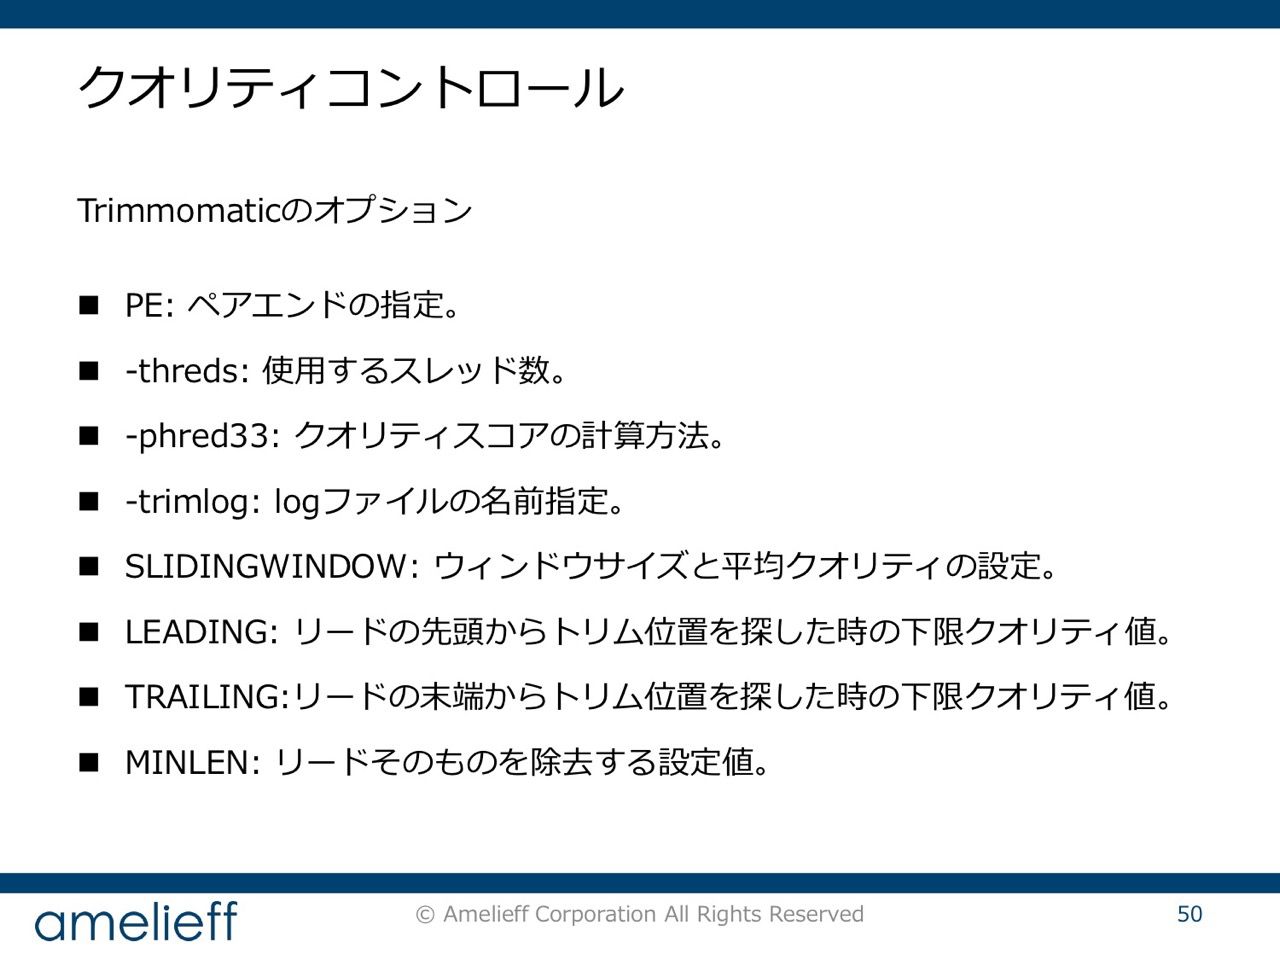 クオリティコントロール
Trimmomaticのオプション
■ PE: ペアエンドの指定。
■ -threds: 使用するスレッド数。
■ -phred33: クオリティスコアの計算方法。
■ -trimlog: logファイルの名前指定。
■ SLIDINGWINDOW: ウィンドウサイズと平均クオリティの設定。
■ LEADING: リードの先頭からトリム位置を探した時の下限クオリティ値。
■ TRAILING:リードの末端からトリム位置を探した時の下限クオリティ値。
■ MINLEN: リードそのものを除去する設定値。
amelieff
© Amelieff Corporation All Rights Reserved
50